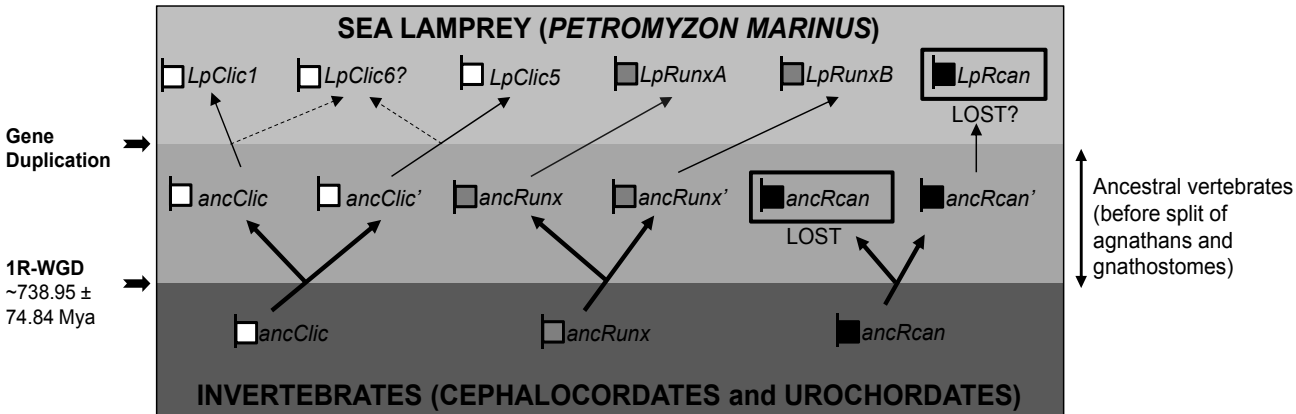 SEA LAMPREY (PETROMYZON MARINUS)
LpClic1
LpClic6?
LpClic5
LpRunxA
LpRunxB
LpRcan
LOST?
Gene
Duplication
ancClic
ancClic’
ancRunx
ancRunx’
ancRcan
LOST
ancRcan’
Ancestral vertebrates
(before split of
agnathans and
gnathostomes)
1R-WGD
~738.95 ±
74.84 Mya
ancClic
ancRunx
ancRcan
INVERTEBRATES (CEPHALOCORDATES and UROCHORDATES)